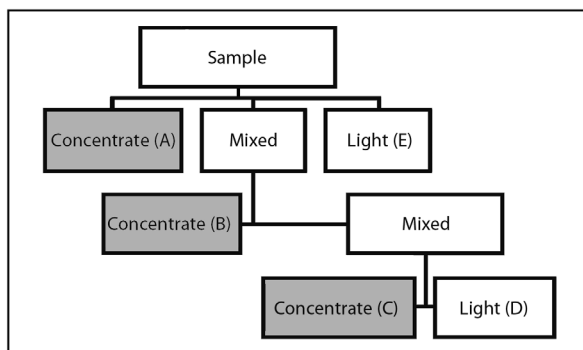 Sample
Concentrate (A)
Mixed
Light (E)
Concentrate (B)
Mixed
Concentrate (C)
Light (D)